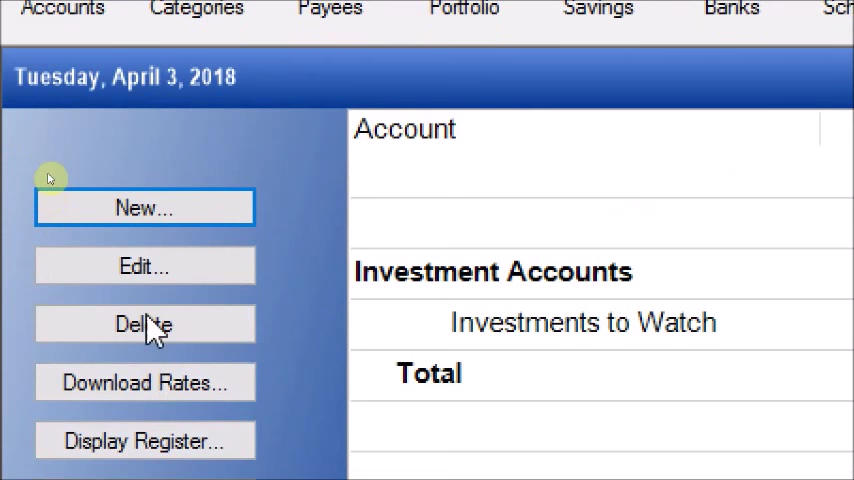 Accounts Categories Payees Portfolio Savings Banks
Tuesday, April 3, 2018
Account
New...
Edit...
Delete
Download Rates...
Display Register...
Investment Accounts
Investments to Watch
Total